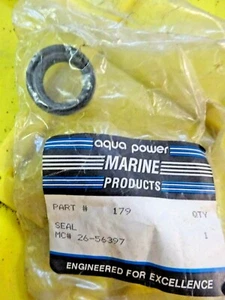 aqua power
MARINE
PRODUCTS
PART # 179 QTY
SEAL 1
MC# 26-56397
ENGINEERED FOR EXCELLENCE